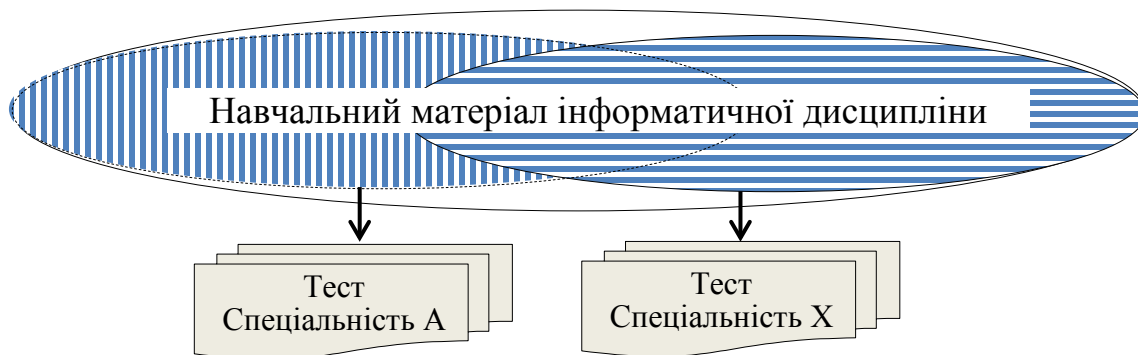 Навчальний матеріал інформатичної дисципліни
Тест
Спеціальність А
Тест
Спеціальність Х